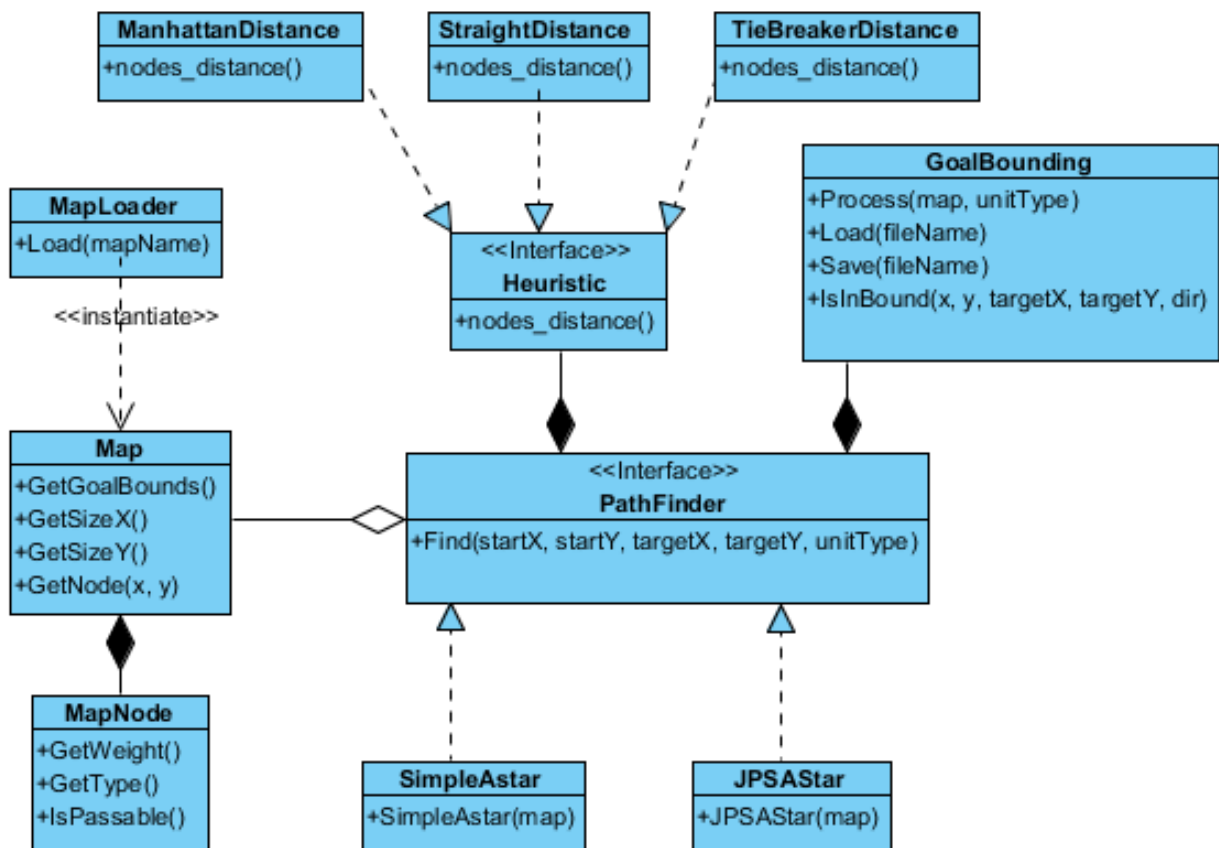 ManhattanDistance
+nodes_distance()
StraightDistance
+nodes_distance()
TieBreakerDistance
+nodes_distance()
GoalBounding
+Process(map, unitType)
+Load(fileName)
+Save(fileName)
+IsInBound(x, y, targetX, targetY, dir)
MapLoader
+Load(mapName)
<<instantiate>>
<<Interface>>
Heuristic
+nodes_distance()
Map
+GetGoalBounds()
+GetSizeX()
+GetSizeY()
+GetNode(x, y)
<<Interface>>
PathFinder
+Find(startX, startY, targetX, targetY, unitType)
MapNode
+GetWeight()
+GetType()
+IsPassable()
SimpleAstar
+SimpleAstar(map)
JPSAStar
+JPSAStar(map)